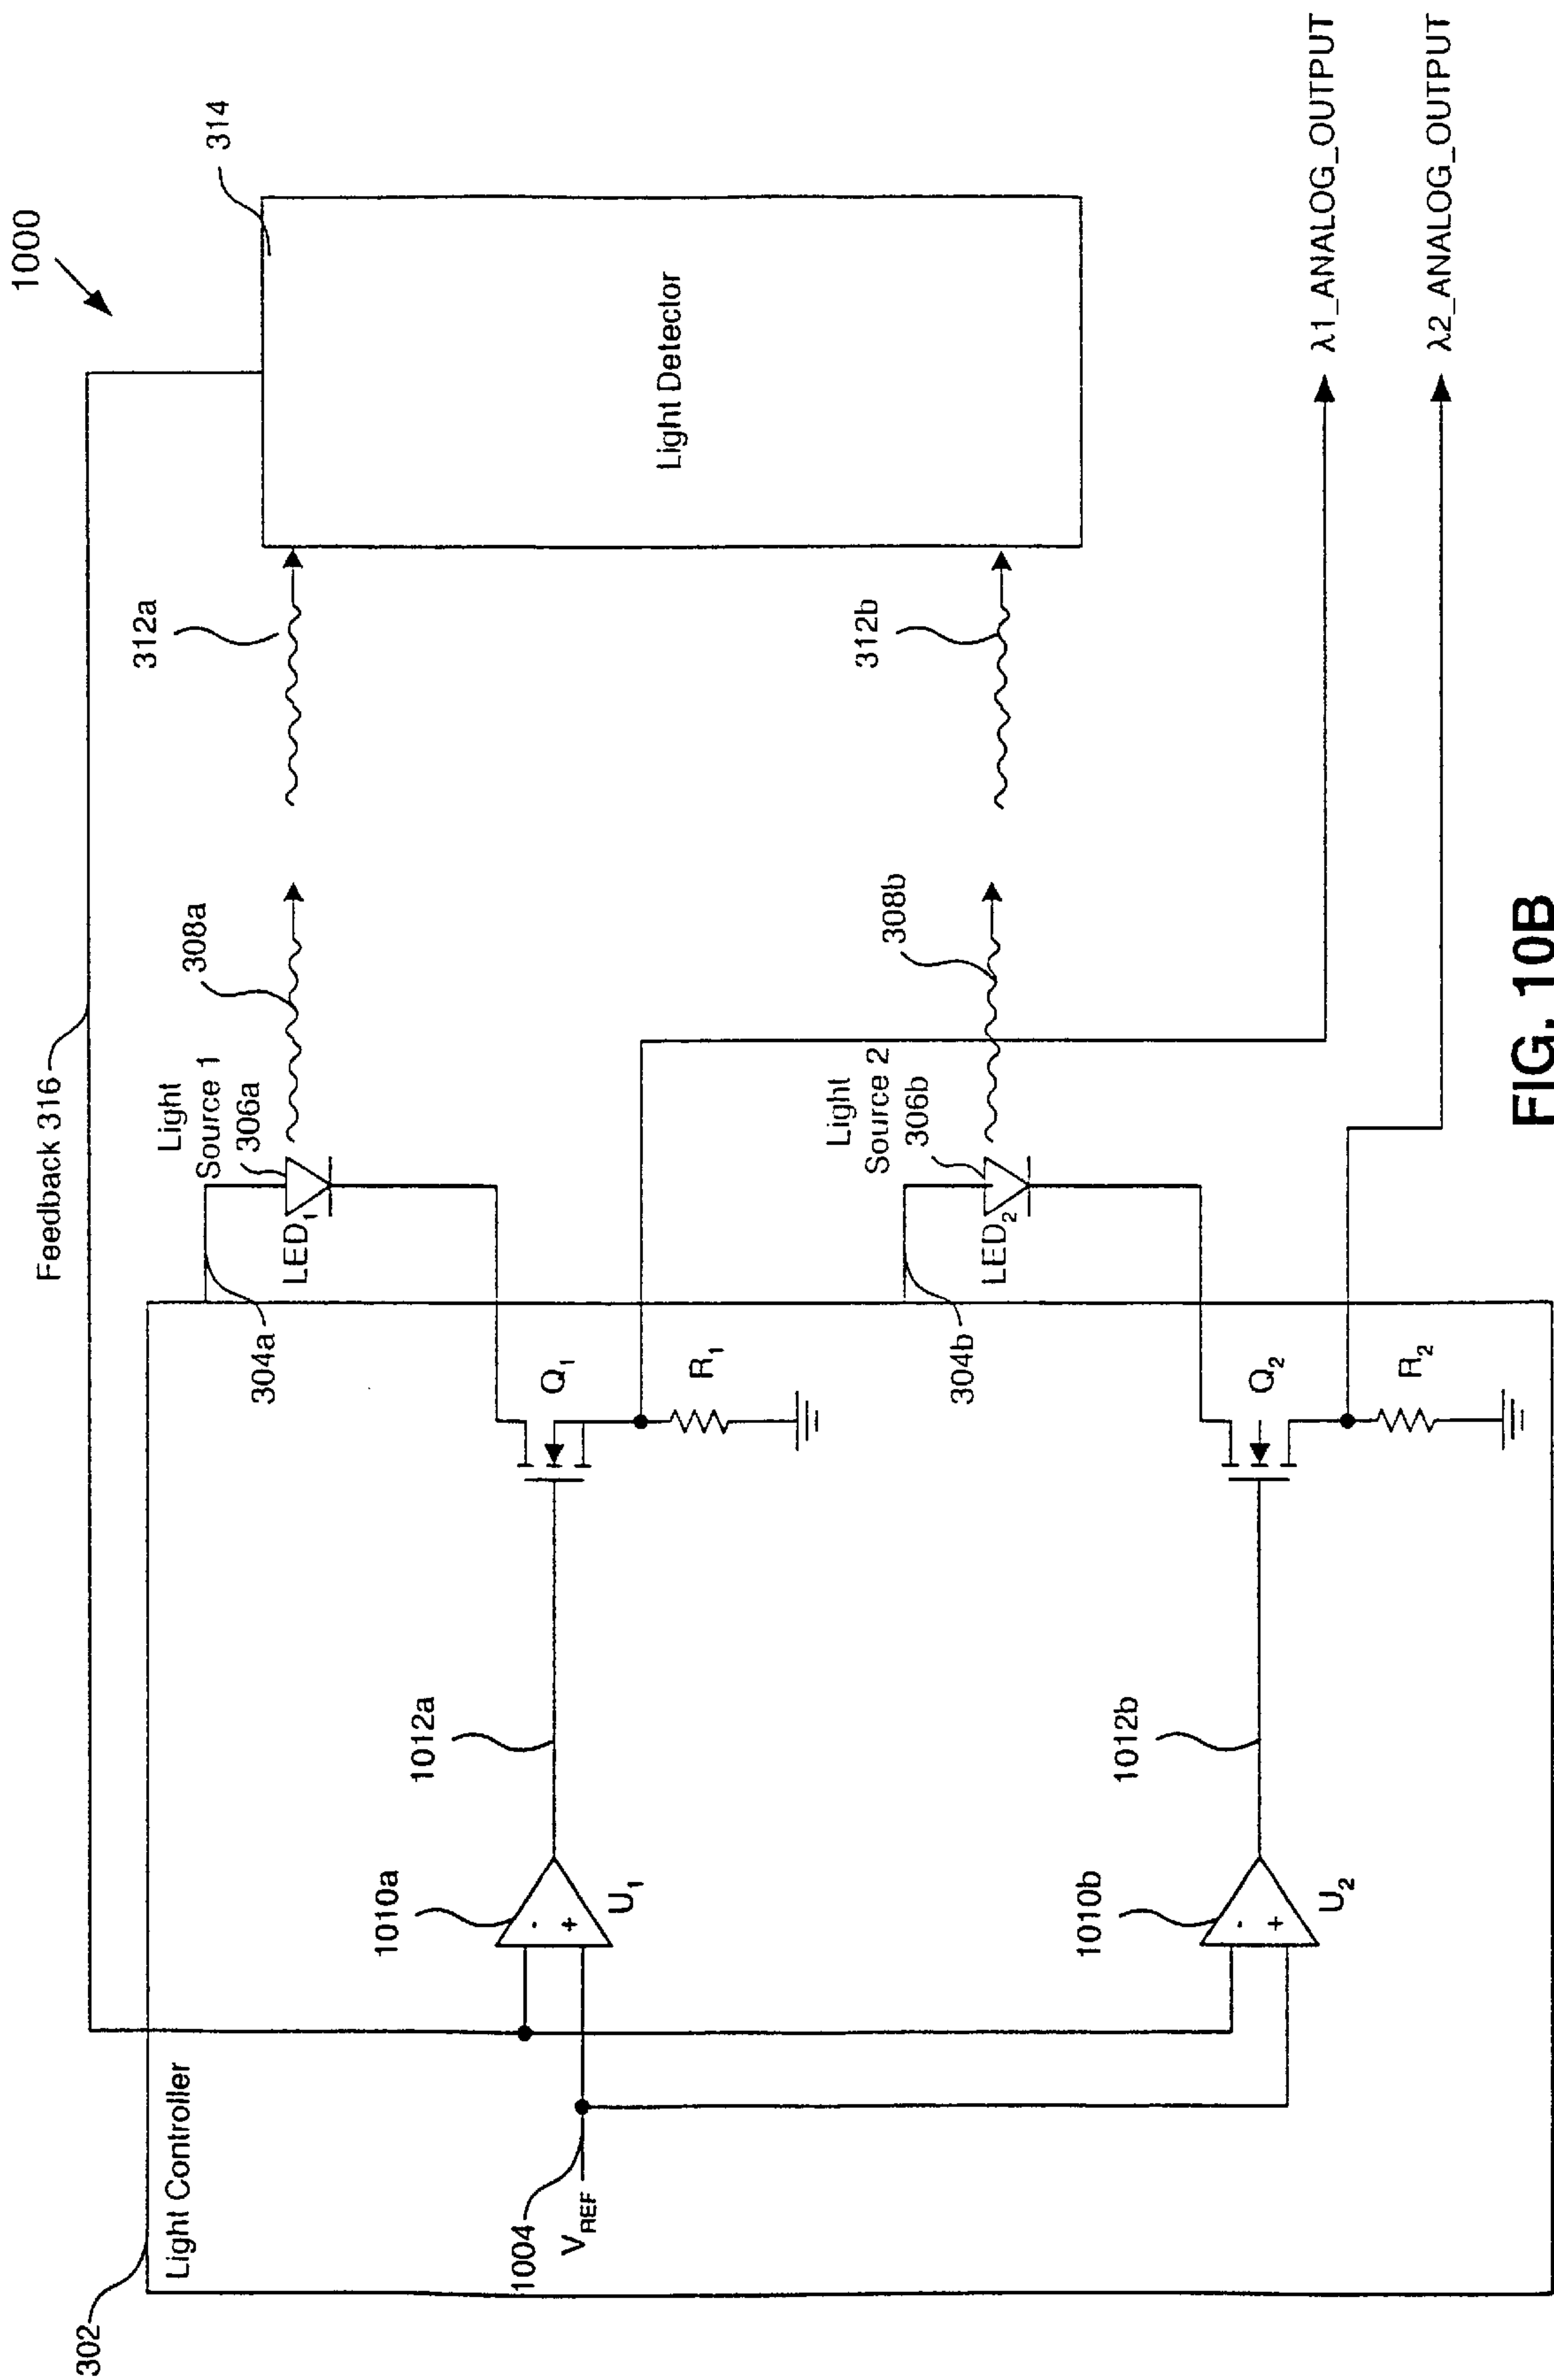 1000
Feedback 316
314
Light Detector
312a
308a
Light
Source 1
306a
LED₁
304a
302
Light Controller
1010a
-
+
U₁
1012a
Q₁
R₁
1004
V_REF
312b
308b
Light
Source 2
306b
LED₂
304b
1010b
-
+
U₂
1012b
Q₂
R₂
λ1_ANALOG_OUTPUT
λ2_ANALOG_OUTPUT
FIG. 10B